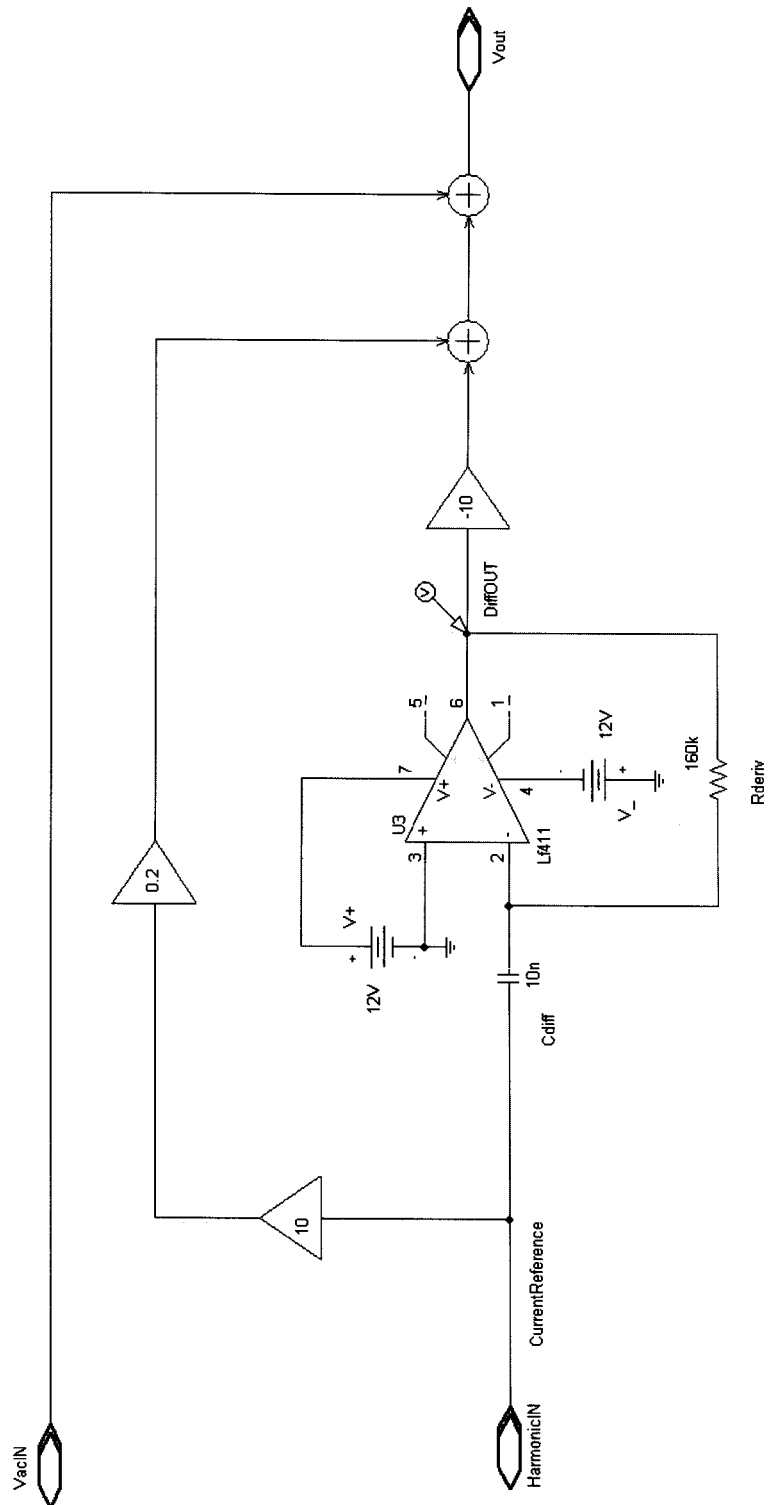 VacIN
Vout
0.2
10
-10
DiffOUT
V
12V
V+
+
U3
3
+
7
V+
5
6
1
2
-
V-
4
Lf411
12V
V_
+
160k
Rderiv
10n
Cdiff
CurrentReference
HarmonicIN
+
+